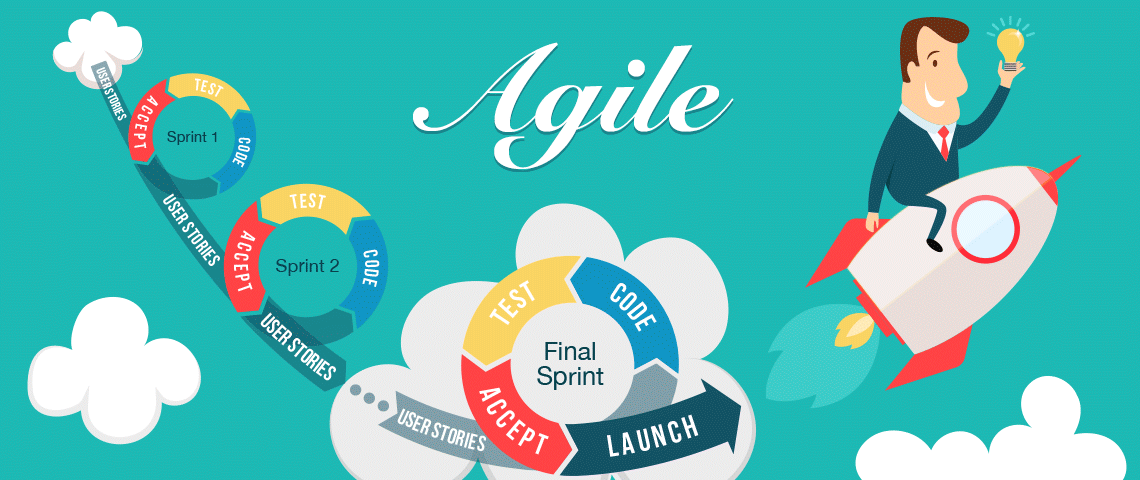 Agile
USER STORIES
TEST
CODE
ACCEPT
Sprint 1
USER STORIES
TEST
CODE
ACCEPT
Sprint 2
USER STORIES
USER STORIES
TEST
CODE
ACCEPT
Final
Sprint
LAUNCH